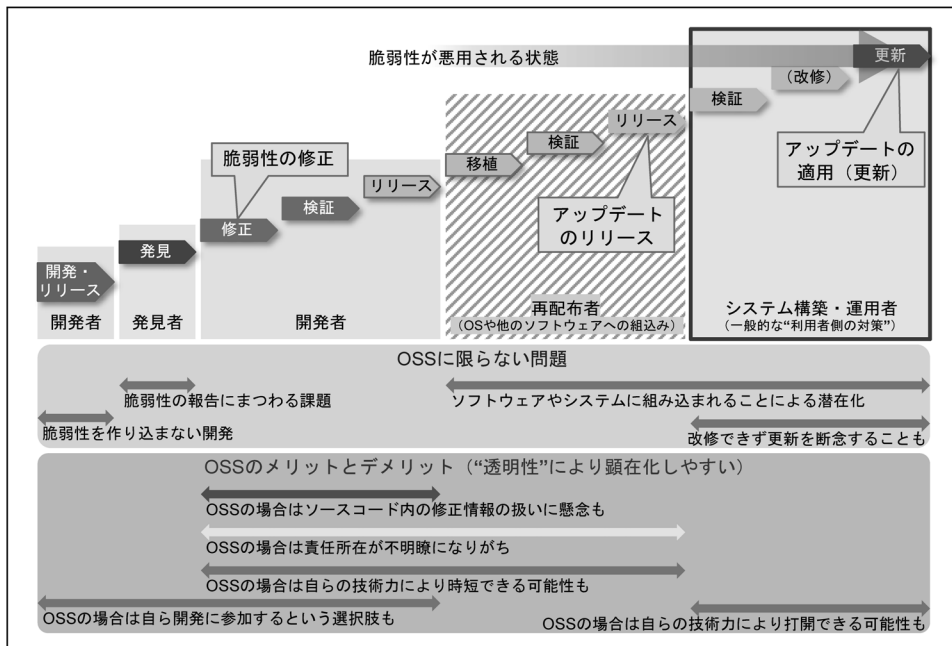 脆弱性が悪用される状態
更新
(改修)
検証
アップデートの
適用（更新）
リリース
検証
移植
アップデート
のリリース
脆弱性の修正
リリース
検証
修正
発見
開発・
リリース
開発者
発見者
開発者
再配布者
(OSや他のソフトウェアへの組込み)
システム構築・運用者
(一般的な“利用者側の対策”)
OSSに限らない問題
脆弱性の報告にまつわる課題
ソフトウェアやシステムに組み込まれることによる潜在化
脆弱性を作り込まない開発
改修できず更新を断念することも
OSSのメリットとデメリット（“透明性”により顕在化しやすい）
OSSの場合はソースコード内の修正情報の扱いに懸念も
OSSの場合は責任所在が不明瞭になりがち
OSSの場合は自らの技術力により時短できる可能性も
OSSの場合は自ら開発に参加するという選択肢も
OSSの場合は自らの技術力により打開できる可能性も